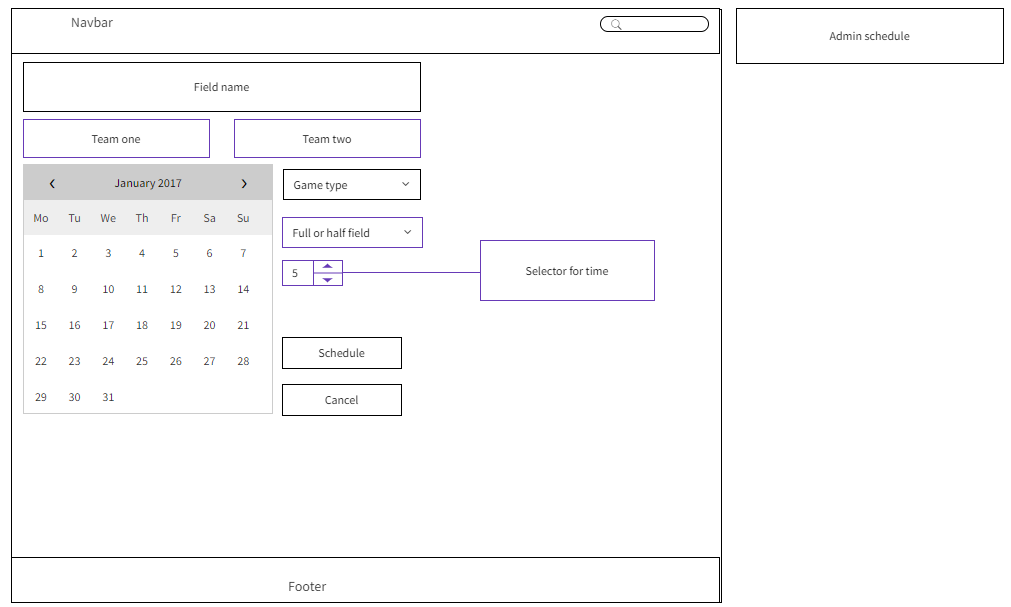 Navbar
Admin schedule
Field name
Team one
Team two
January 2017
Mo Tu We Th Fr Sa Su
1 2 3 4 5 6 7
8 9 10 11 12 13 14
15 16 17 18 19 20 21
22 23 24 25 26 27 28
29 30 31
Game type
Full or half field
5
Selector for time
Schedule
Cancel
Footer